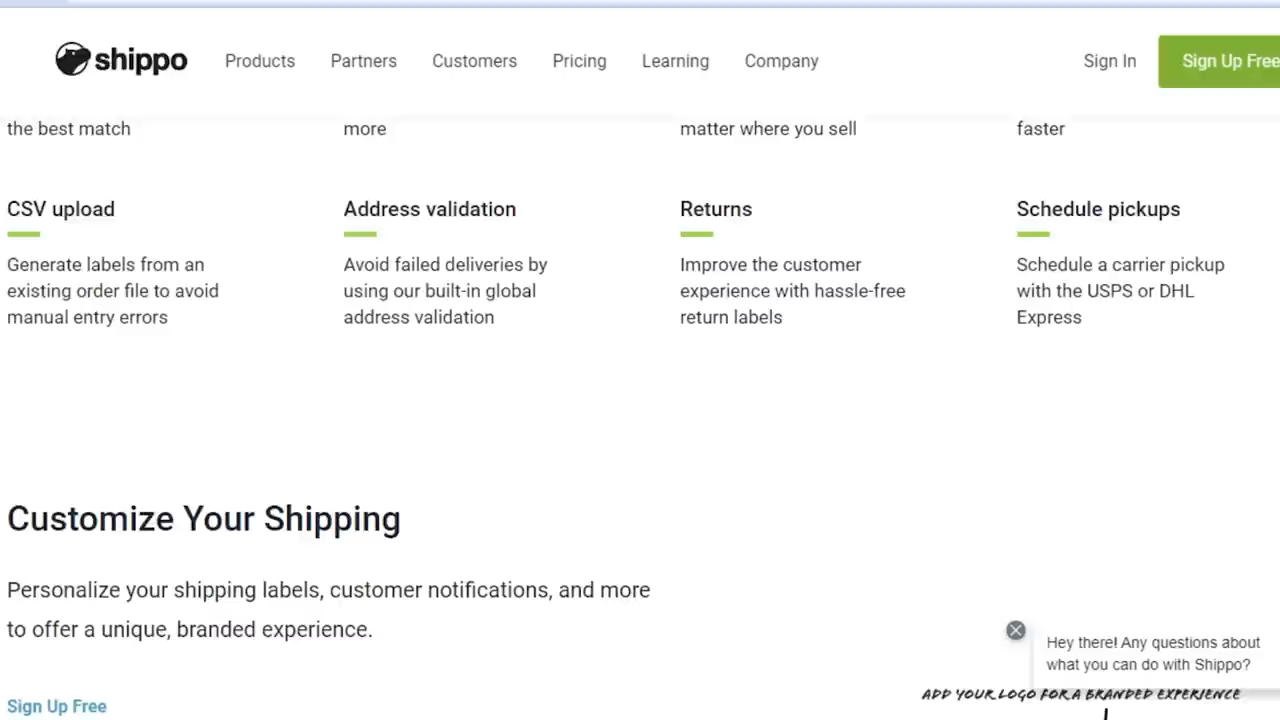 shippo Products Partners Customers Pricing Learning Company Sign In Sign Up Free
the best match
more
matter where you sell
faster
CSV upload
Generate labels from an
existing order file to avoid
manual entry errors
Address validation
Avoid failed deliveries by
using our built-in global
address validation
Returns
Improve the customer
experience with hassle-free
return labels
Schedule pickups
Schedule a carrier pickup
with the USPS or DHL
Express
Customize Your Shipping
Personalize your shipping labels, customer notifications, and more
to offer a unique, branded experience.
Sign Up Free
Hey there! Any questions about
what you can do with Shippo?
ADD YOUR LOGO FOR A BRANDED EXPERIENCE